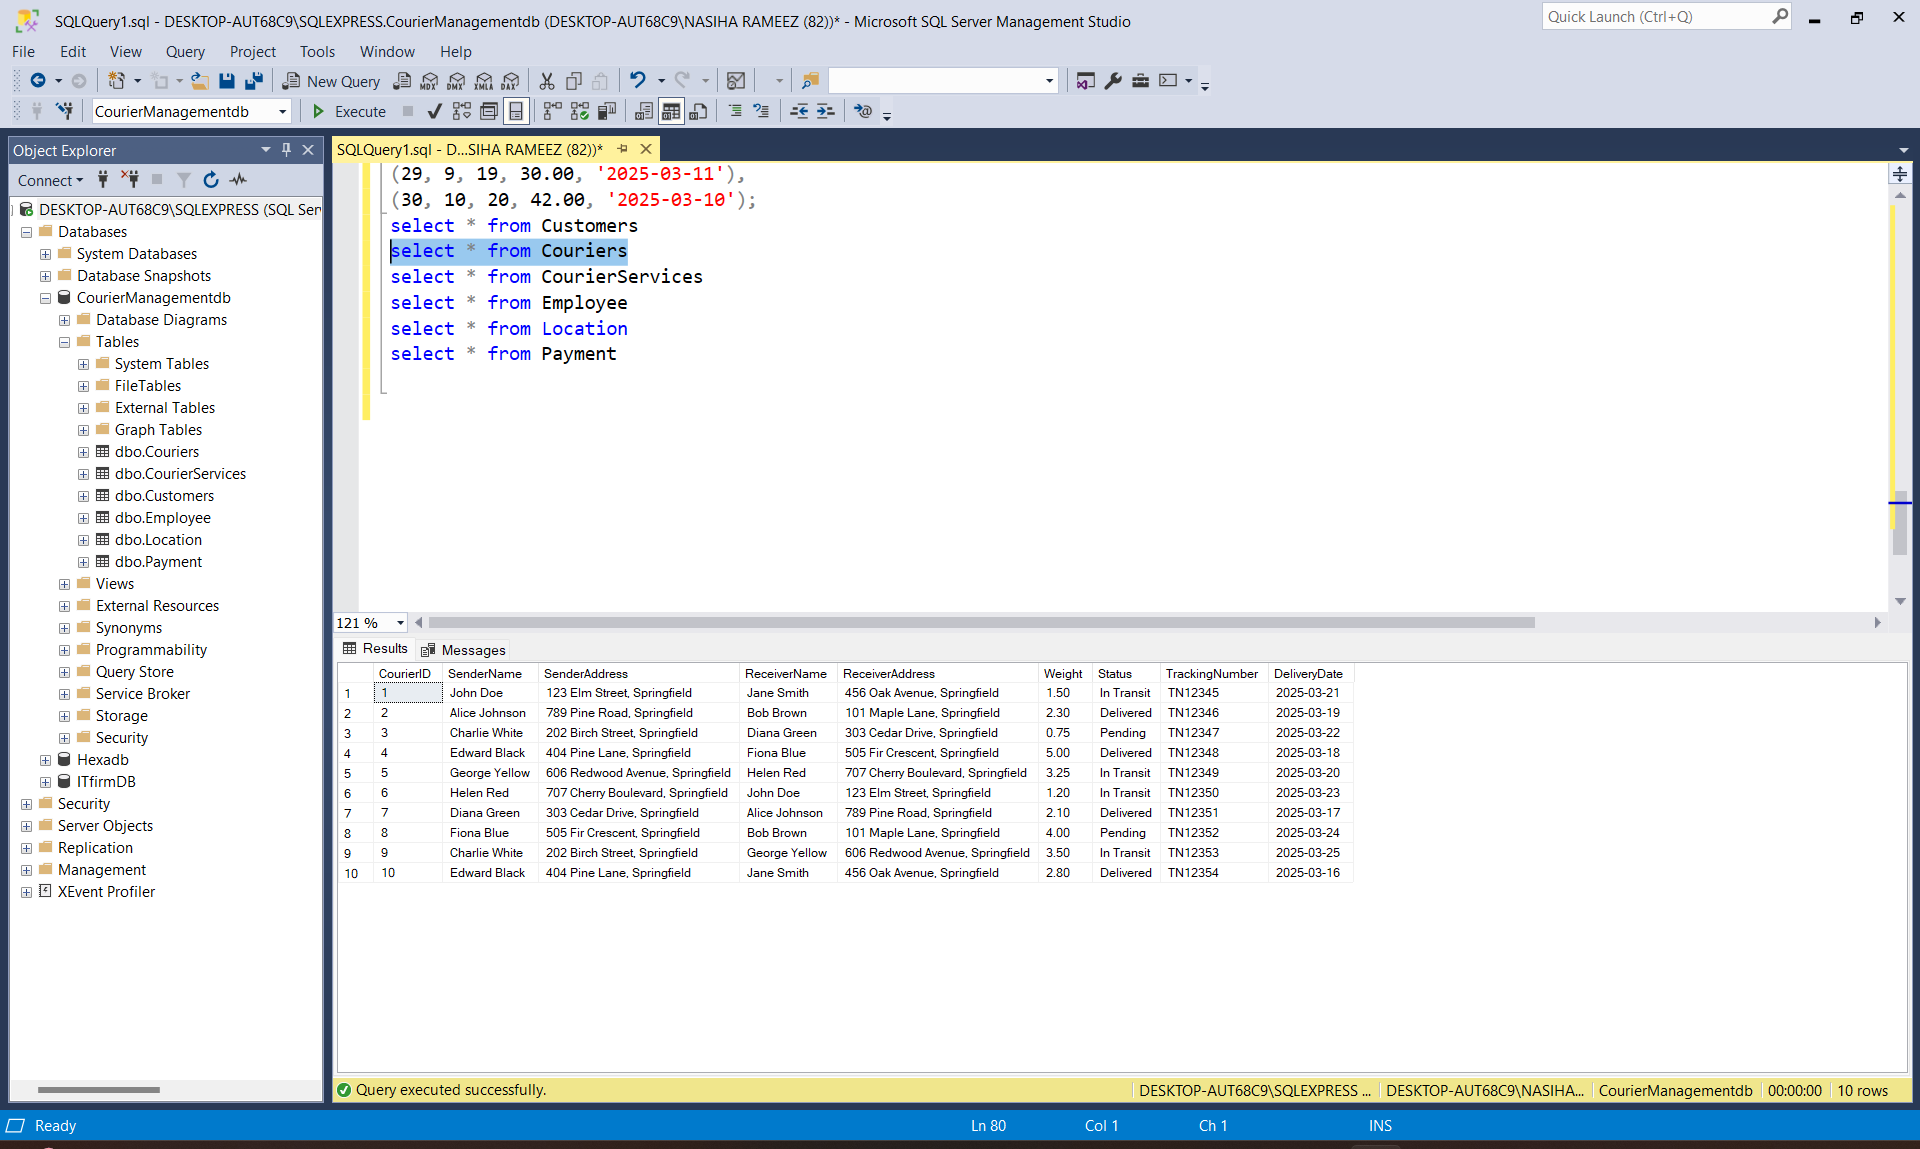 SQLQuery1.sql - DESKTOP-AUT68C9\SQLEXPRESS.CourierManagementdb (DESKTOP-AUT68C9\NASIHA RAMEEZ (82))* - Microsoft SQL Server Management Studio
Quick Launch (Ctrl+Q)
File Edit View Query Project Tools Window Help
New Query MDX DMX XMLA DAX
CourierManagementdb Execute
Object Explorer
Connect
DESKTOP-AUT68C9\SQLEXPRESS (SQL Ser
Databases
System Databases
Database Snapshots
CourierManagementdb
Database Diagrams
Tables
System Tables
FileTables
External Tables
Graph Tables
dbo.Couriers
dbo.CourierServices
dbo.Customers
dbo.Employee
dbo.Location
dbo.Payment
Views
External Resources
Synonyms
Programmability
Query Store
Service Broker
Storage
Security
Hexadb
ITfirmDB
Security
Server Objects
Replication
Management
XEvent Profiler
SQLQuery1.sql - D...SIHA RAMEEZ (82))*
(29, 9, 19, 30.00, '2025-03-11'),
(30, 10, 20, 42.00, '2025-03-10');
select * from Customers
select * from Couriers
select * from CourierServices
select * from Employee
select * from Location
select * from Payment
121 %
Results Messages
CourierID SenderName SenderAddress ReceiverName ReceiverAddress Weight Status TrackingNumber DeliveryDate
1 1 John Doe 123 Elm Street, Springfield Jane Smith 456 Oak Avenue, Springfield 1.50 In Transit TN12345 2025-03-21
2 2 Alice Johnson 789 Pine Road, Springfield Bob Brown 101 Maple Lane, Springfield 2.30 Delivered TN12346 2025-03-19
3 3 Charlie White 202 Birch Street, Springfield Diana Green 303 Cedar Drive, Springfield 0.75 Pending TN12347 2025-03-22
4 4 Edward Black 404 Pine Lane, Springfield Fiona Blue 505 Fir Crescent, Springfield 5.00 Delivered TN12348 2025-03-18
5 5 George Yellow 606 Redwood Avenue, Springfield Helen Red 707 Cherry Boulevard, Springfield 3.25 In Transit TN12349 2025-03-20
6 6 Helen Red 707 Cherry Boulevard, Springfield John Doe 123 Elm Street, Springfield 1.20 In Transit TN12350 2025-03-23
7 7 Diana Green 303 Cedar Drive, Springfield Alice Johnson 789 Pine Road, Springfield 2.10 Delivered TN12351 2025-03-17
8 8 Fiona Blue 505 Fir Crescent, Springfield Bob Brown 101 Maple Lane, Springfield 4.00 Pending TN12352 2025-03-24
9 9 Charlie White 202 Birch Street, Springfield George Yellow 606 Redwood Avenue, Springfield 3.50 In Transit TN12353 2025-03-25
10 10 Edward Black 404 Pine Lane, Springfield Jane Smith 456 Oak Avenue, Springfield 2.80 Delivered TN12354 2025-03-16
Query executed successfully. DESKTOP-AUT68C9\SQLEXPRESS ... DESKTOP-AUT68C9\NASIHA... CourierManagementdb 00:00:00 10 rows
Ready Ln 80 Col 1 Ch 1 INS